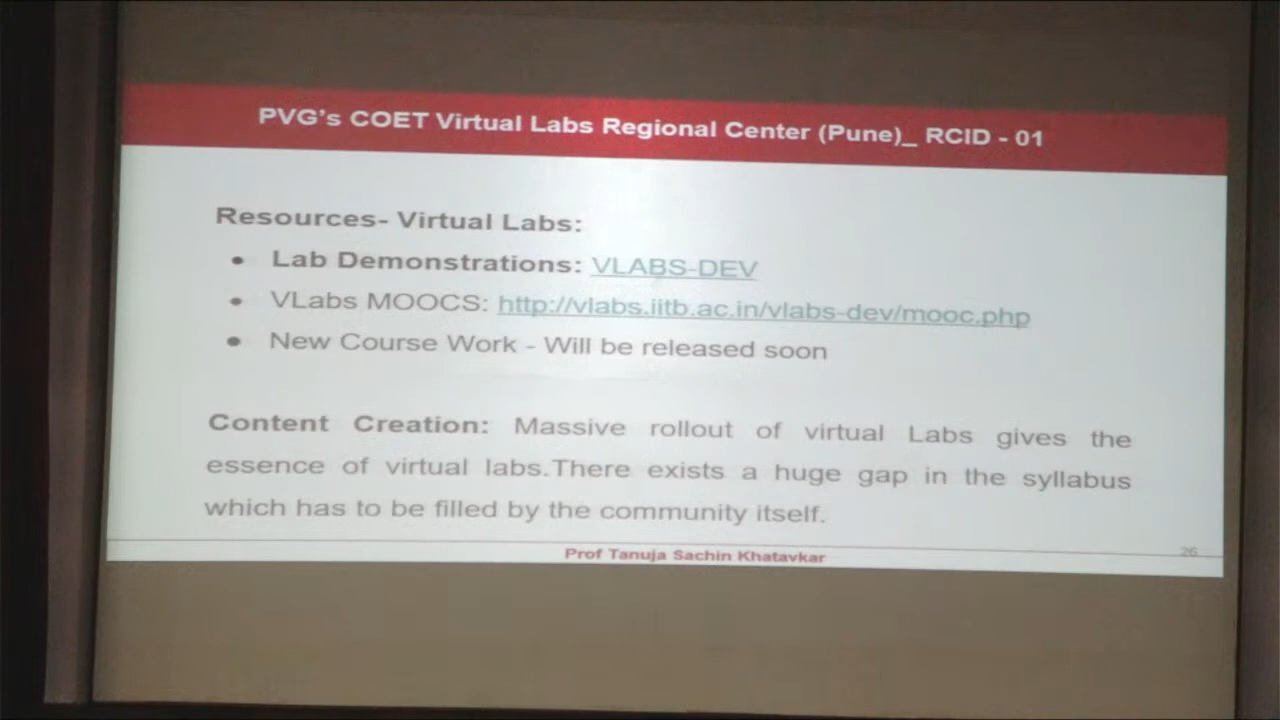 PVG's COET Virtual Labs Regional Center (Pune)_ RCID - 01
Resources- Virtual Labs:
• Lab Demonstrations: VLABS-DEV
• VLabs MOOCS: http://vlabs.iitb.ac.in/vlabs-dev/mooc.php
• New Course Work - Will be released soon
Content Creation: Massive rollout of virtual Labs gives the
essence of virtual labs.There exists a huge gap in the syllabus
which has to be filled by the community itself.
Prof Tanuja Sachin Khatavkar
26